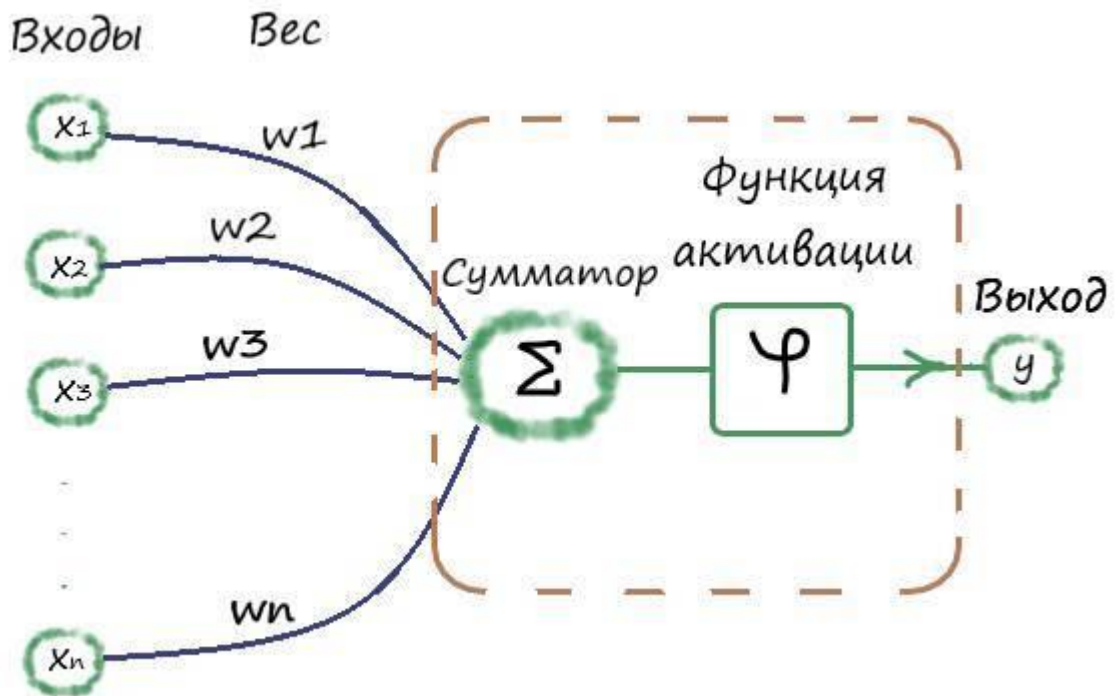 Входы
Вес
x1
w1
Функция
активации
w2
x2
Сумматор
Выход
w3
x3
Σ
φ
y
wn
xn